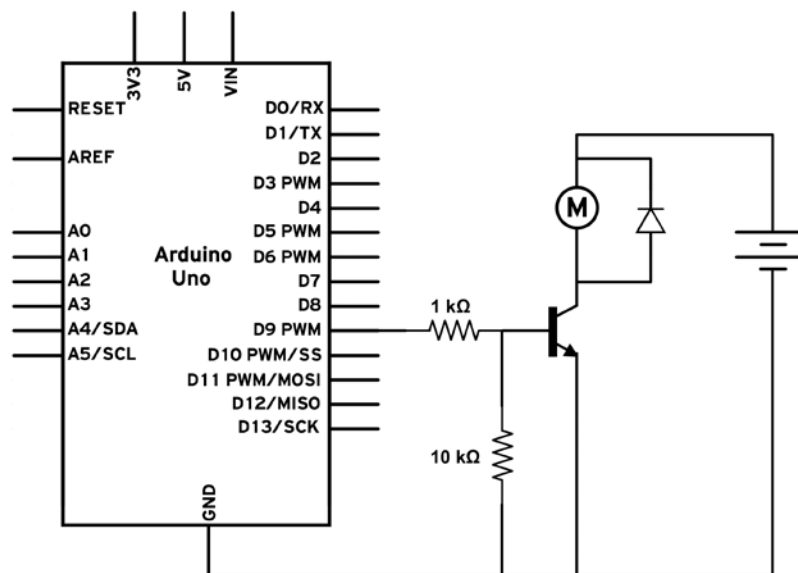 3V3
5V
VIN
RESET
AREF
A0
A1
A2
A3
A4/SDA
A5/SCL
Arduino
Uno
D0/RX
D1/TX
D2
D3 PWM
D4
D5 PWM
D6 PWM
D7
D8
D9 PWM
D10 PWM/SS
D11 PWM/MOSI
D12/MISO
D13/SCK
GND
1 kΩ
10 kΩ
M